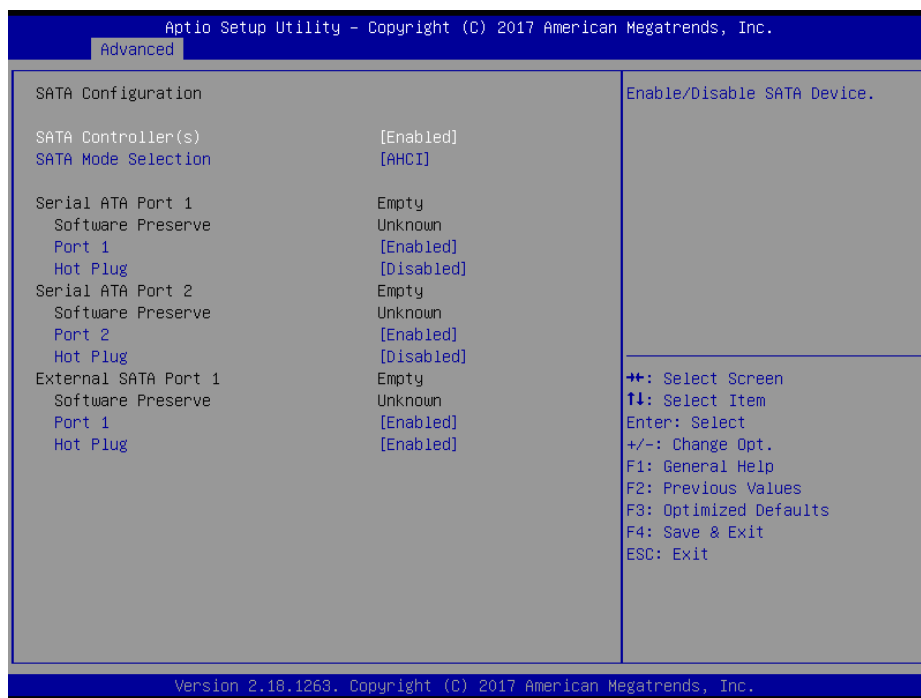 Aptio Setup Utility – Copyright (C) 2017 American Megatrends, Inc.
Advanced
SATA Configuration
SATA Controller(s) [Enabled]
SATA Mode Selection [AHCI]
Serial ATA Port 1 Empty
Software Preserve Unknown
Port 1 [Enabled]
Hot Plug [Disabled]
Serial ATA Port 2 Empty
Software Preserve Unknown
Port 2 [Enabled]
Hot Plug [Disabled]
External SATA Port 1 Empty
Software Preserve Unknown
Port 1 [Enabled]
Hot Plug [Enabled]
Enable/Disable SATA Device.
→←: Select Screen
↑↓: Select Item
Enter: Select
+/-: Change Opt.
F1: General Help
F2: Previous Values
F3: Optimized Defaults
F4: Save & Exit
ESC: Exit
Version 2.18.1263. Copyright (C) 2017 American Megatrends, Inc.